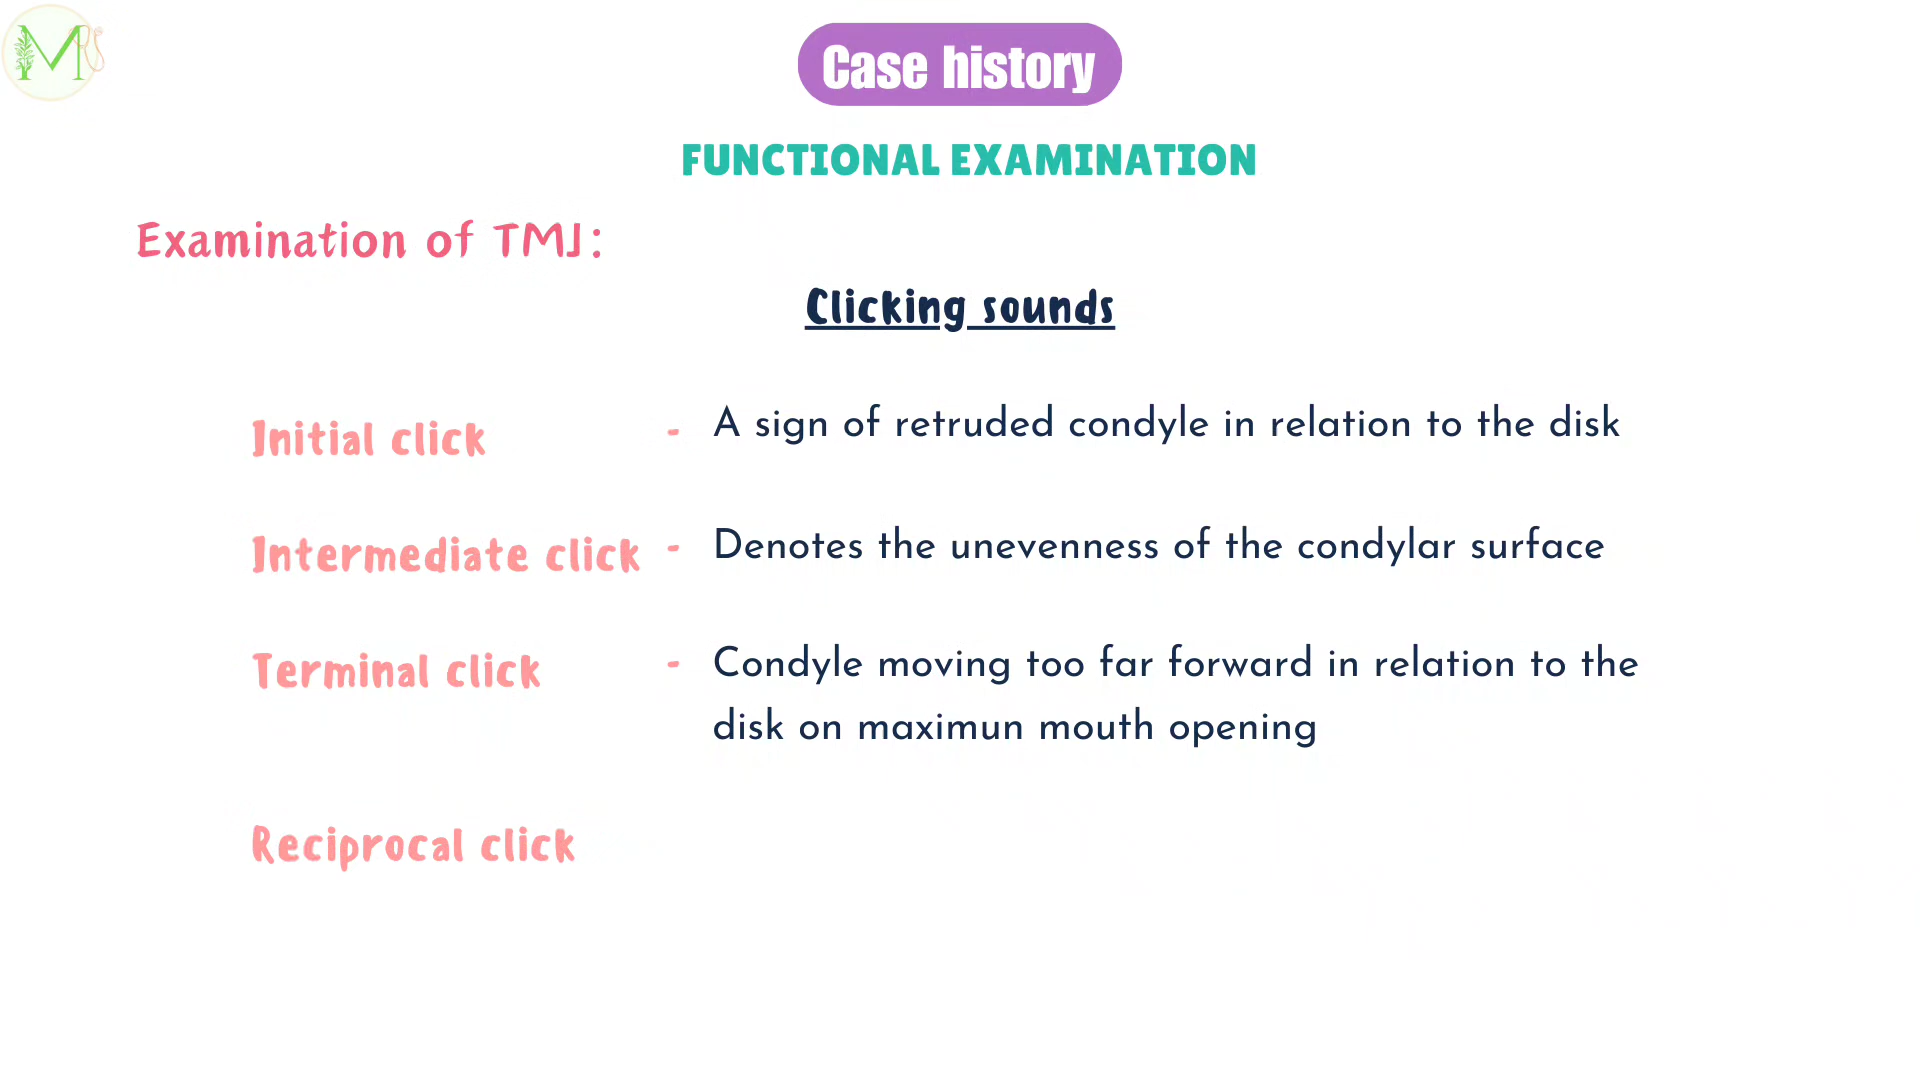 MRS
Case history
FUNCTIONAL EXAMINATION
Examination of TMJ:
Clicking sounds
Initial click - A sign of retruded condyle in relation to the disk
Intermediate click - Denotes the unevenness of the condylar surface
Terminal click - Condyle moving too far forward in relation to the
disk on maximun mouth opening
Reciprocal click